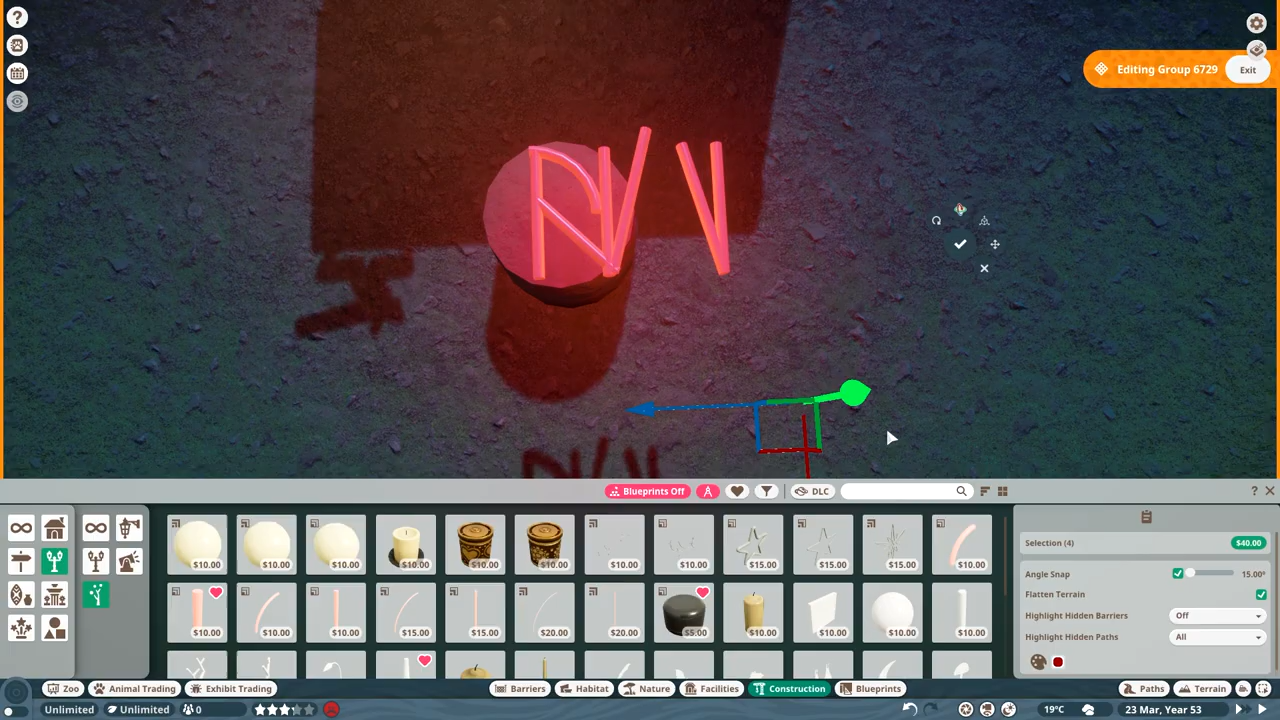 ?
Editing Group 6729
Exit
RV V
Blueprints Off
DLC
?
$10.00 $10.00 $10.00 $10.00 $10.00 $10.00 $10.00 $10.00 $15.00 $15.00 $15.00 $10.00
$10.00 $10.00 $10.00 $15.00 $15.00 $20.00 $20.00 $5.00 $10.00 $10.00 $10.00 $10.00
Selection (4) $40.00
Angle Snap 15.00°
Flatten Terrain
Highlight Hidden Barriers Off
Highlight Hidden Paths All
Zoo Animal Trading Exhibit Trading Barriers Habitat Nature Facilities Construction Blueprints Paths Terrain
Unlimited Unlimited 0 19°C 23 Mar, Year 53